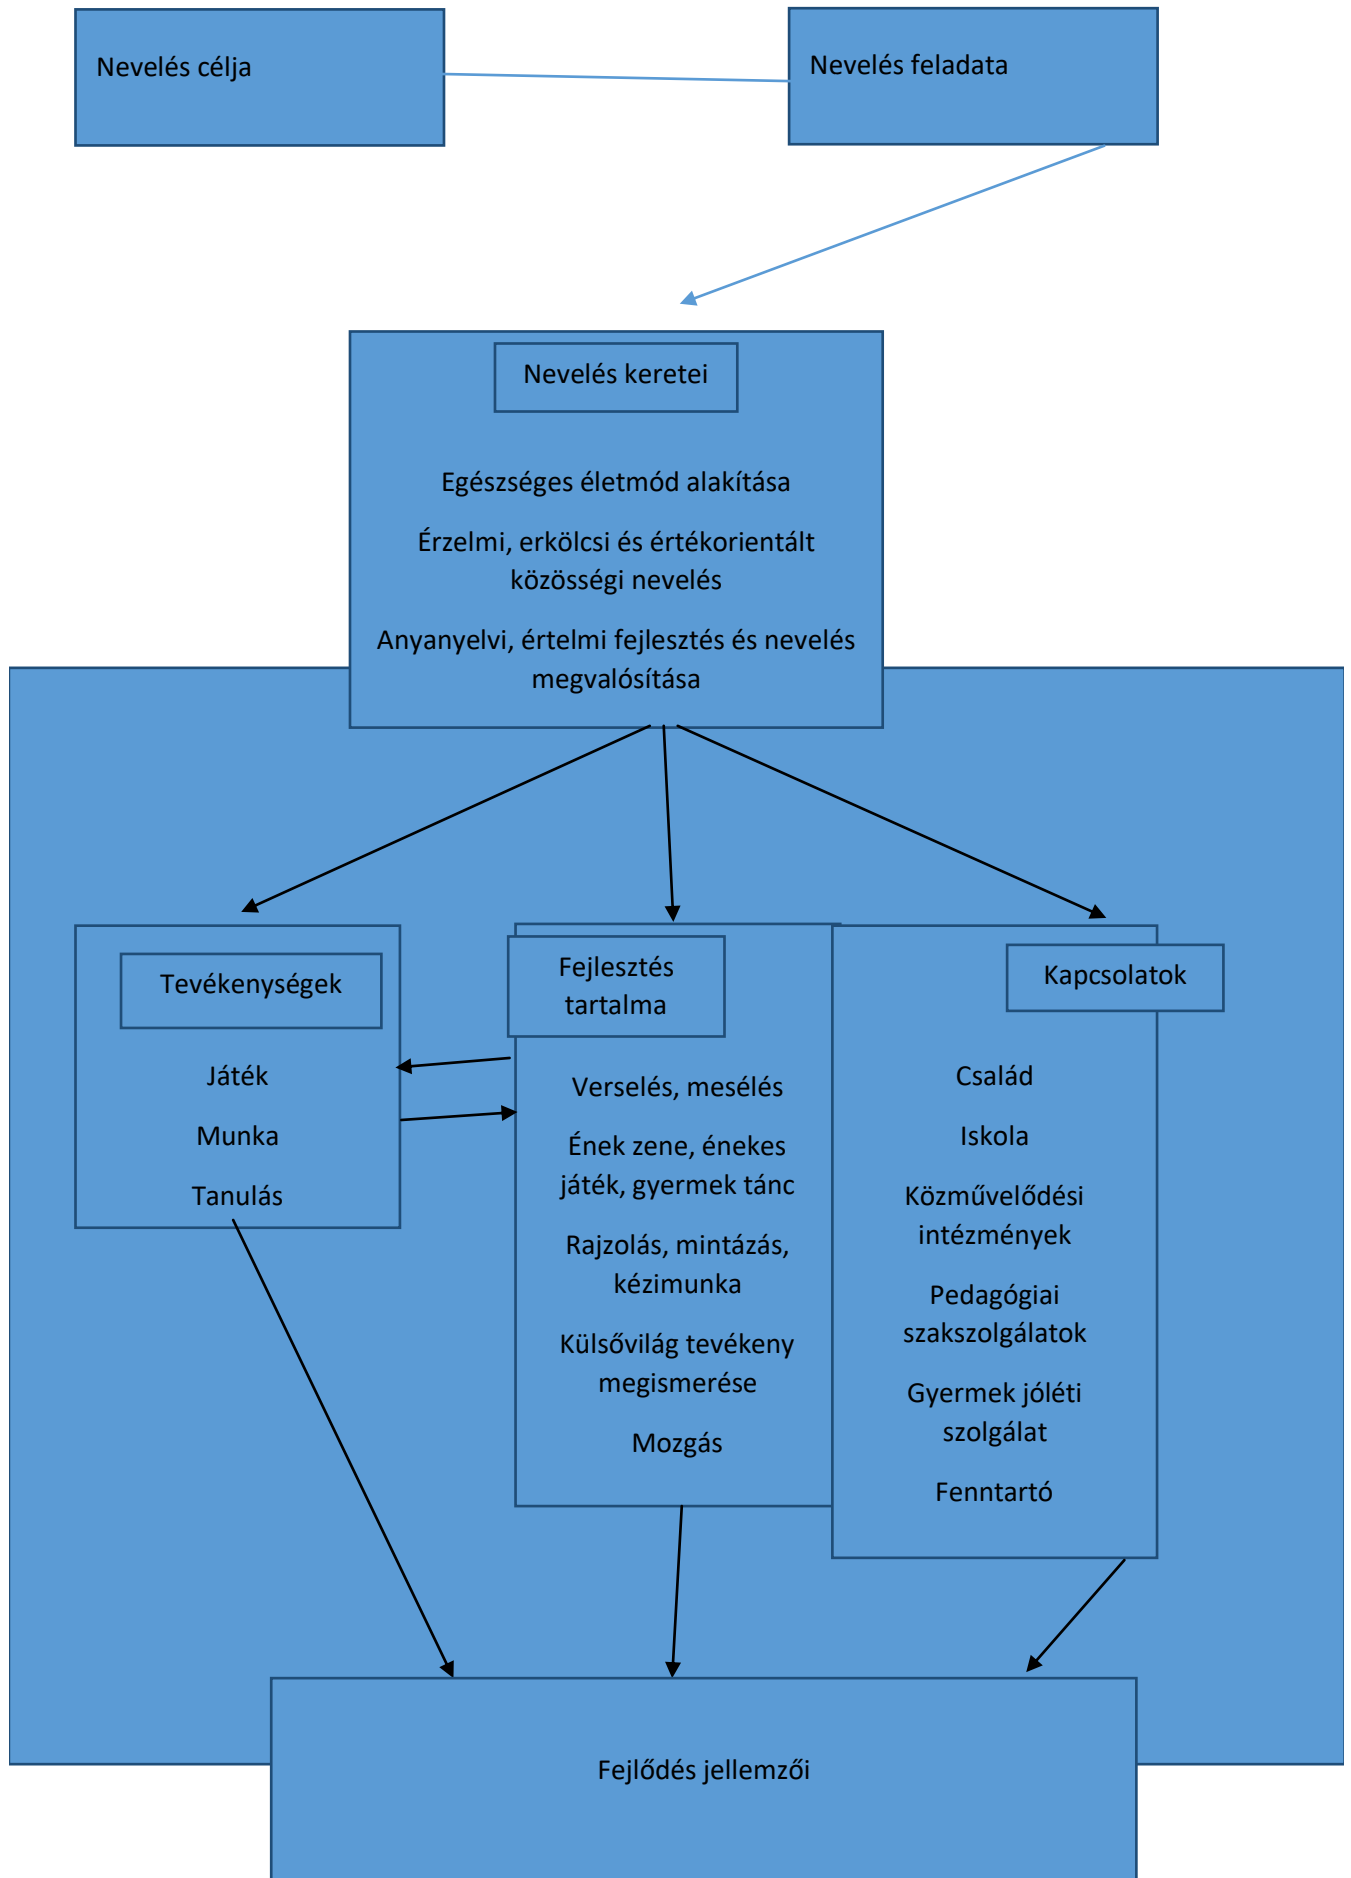 Nevelés célja
Nevelés feladata
Nevelés keretei
Egészséges életmód alakítása
Érzelmi, erkölcsi és értékorientált
közösségi nevelés
Anyanyelvi, értelmi fejlesztés és nevelés
megvalósítása
Tevékenységek
Játék
Munka
Tanulás
Fejlesztés
tartalma
Verselés, mesélés
Ének zene, énekes
játék, gyermek tánc
Rajzolás, mintázás,
kézimunka
Külsővilág tevékeny
megismerése
Mozgás
Kapcsolatok
Család
Iskola
Közművelődési
intézmények
Pedagógiai
szakszolgálatok
Gyermek jóléti
szolgálat
Fenntartó
Fejlődés jellemzői